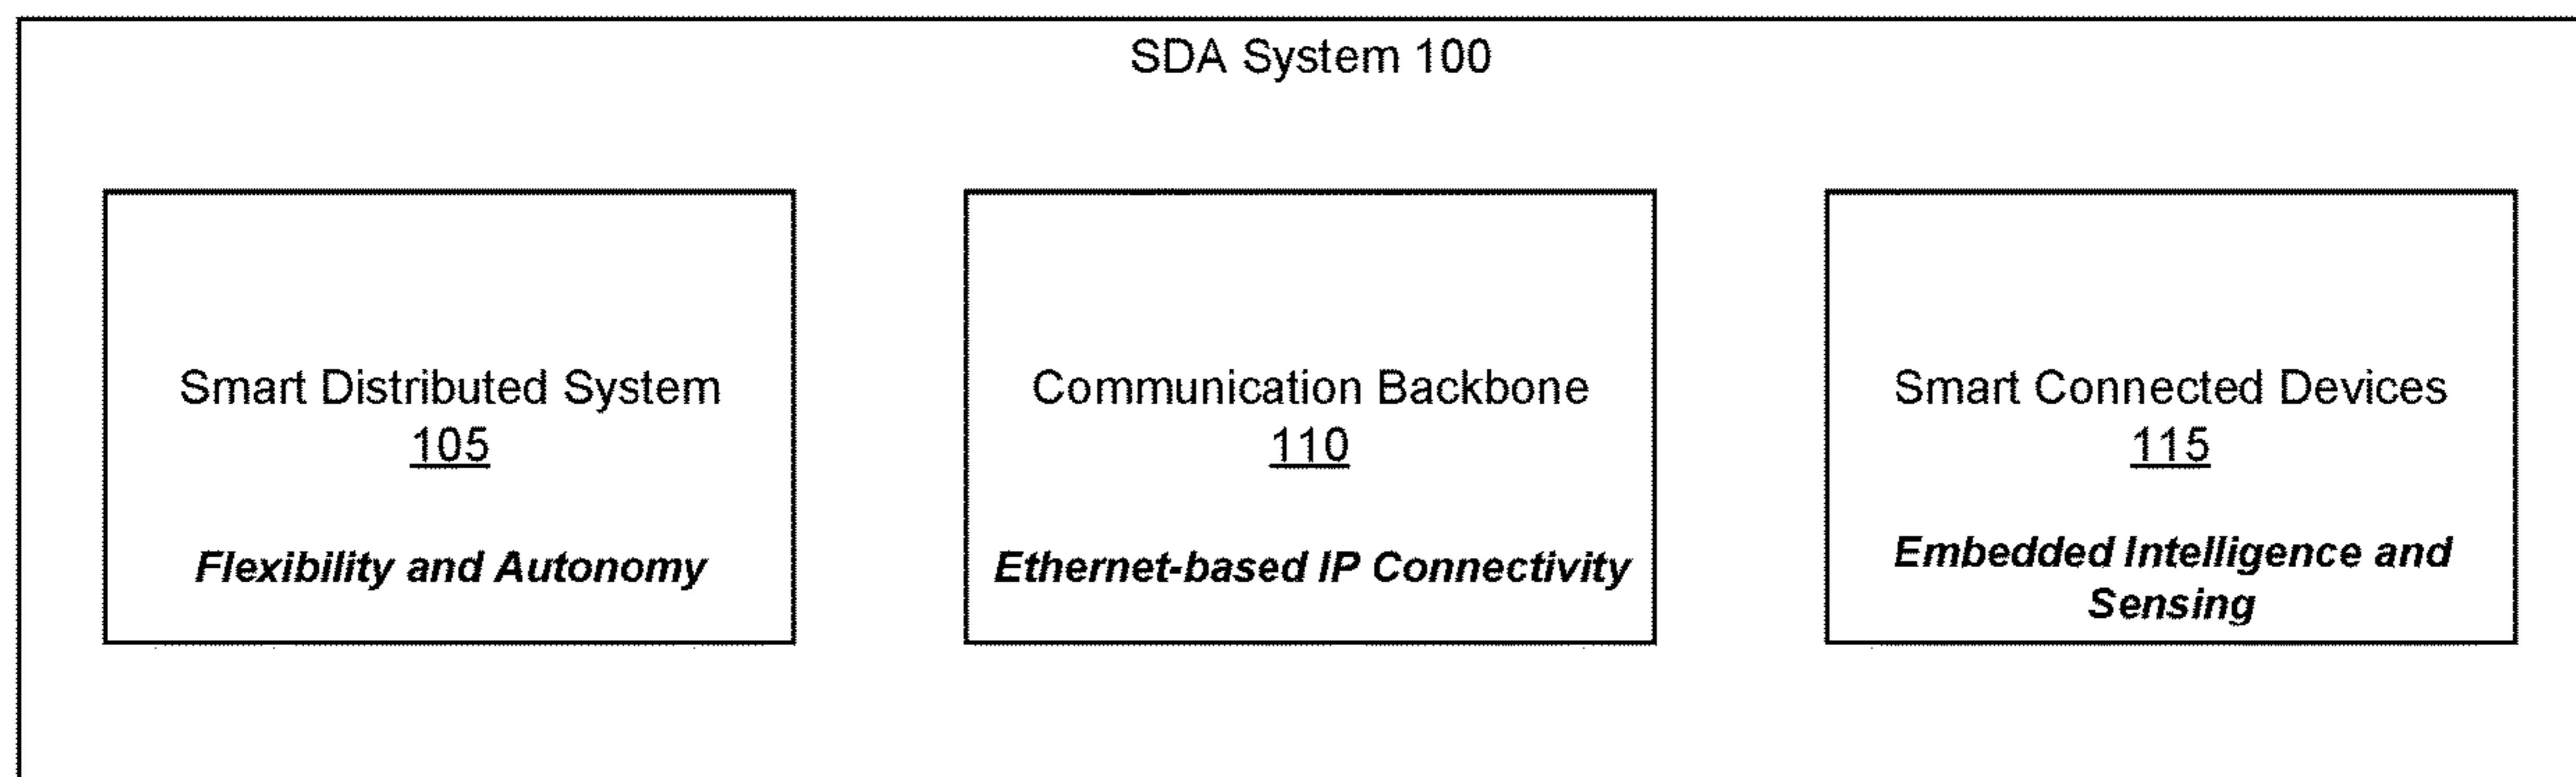 SDA System 100
Smart Distributed System
105
Flexibility and Autonomy
Communication Backbone
110
Ethernet-based IP Connectivity
Smart Connected Devices
115
Embedded Intelligence and
Sensing